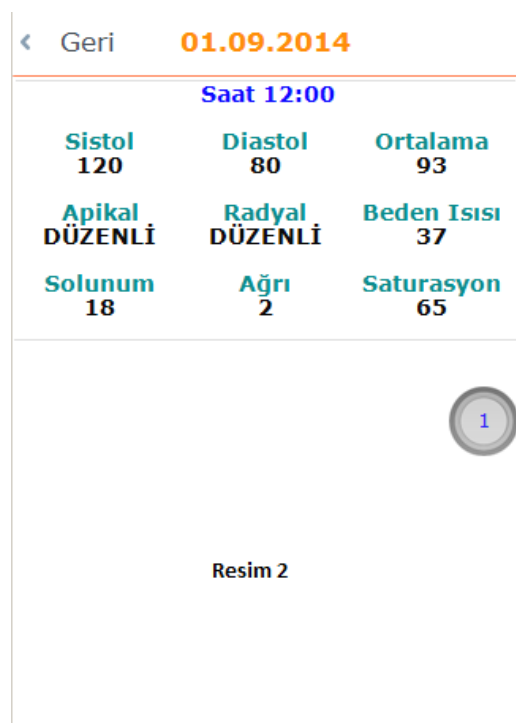 Geri 01.09.2014
Saat 12:00
Sistol Diastol Ortalama
120 80 93
Apikal Radyal Beden Isısı
DÜZENLİ DÜZENLİ 37
Solunum Ağrı Saturasyon
18 2 65
1
Resim 2